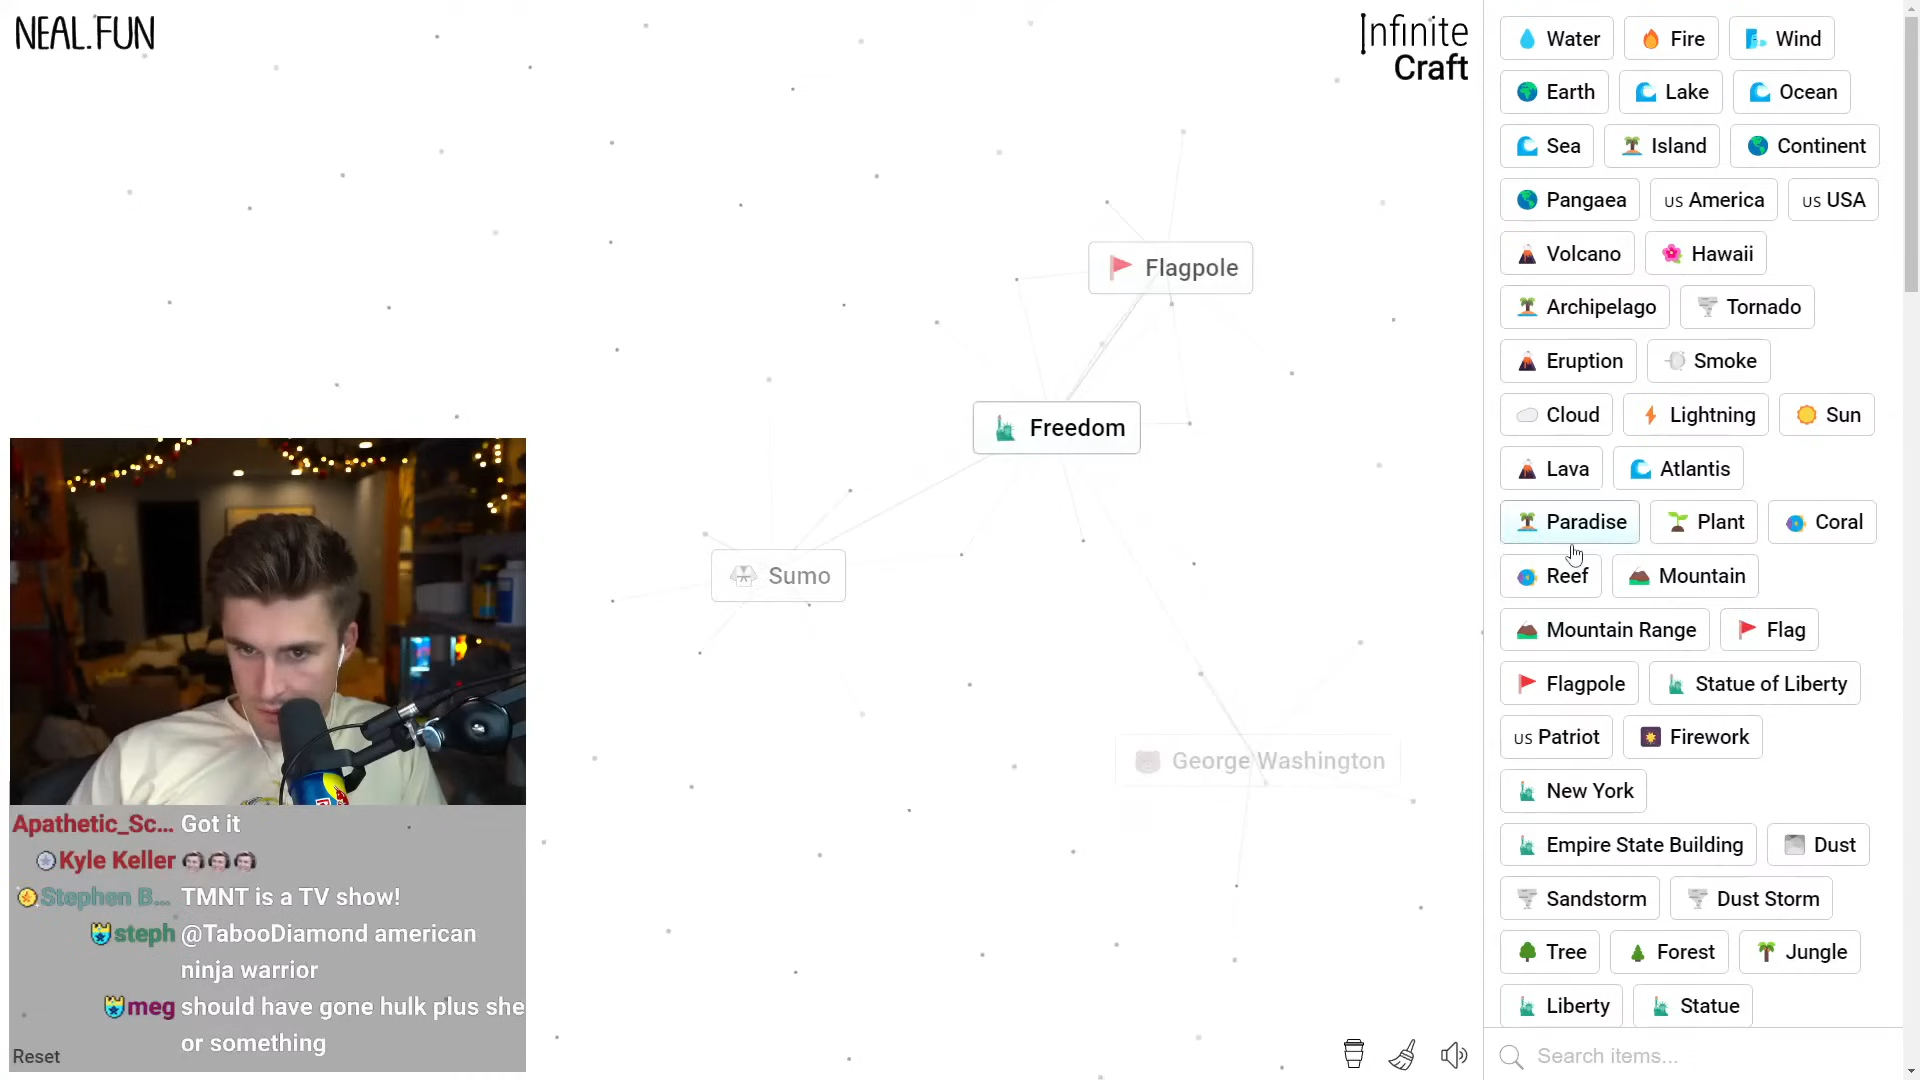 NEAL.FUN
Infinite
Craft
Flagpole
Freedom
Sumo
George Washington
Water
Fire
Wind
Earth
Lake
Ocean
Sea
Island
Continent
Pangaea
US America
US USA
Volcano
Hawaii
Archipelago
Tornado
Eruption
Smoke
Cloud
Lightning
Sun
Lava
Atlantis
Paradise
Plant
Coral
Reef
Mountain
Mountain Range
Flag
Flagpole
Statue of Liberty
US Patriot
Firework
New York
Empire State Building
Dust
Sandstorm
Dust Storm
Tree
Forest
Jungle
Liberty
Statue
Search items...
Apathetic_Sc... Got it
Kyle Keller
Stephen B... TMNT is a TV show!
steph @TabooDiamond american
ninja warrior
meg should have gone hulk plus she
or something
Reset